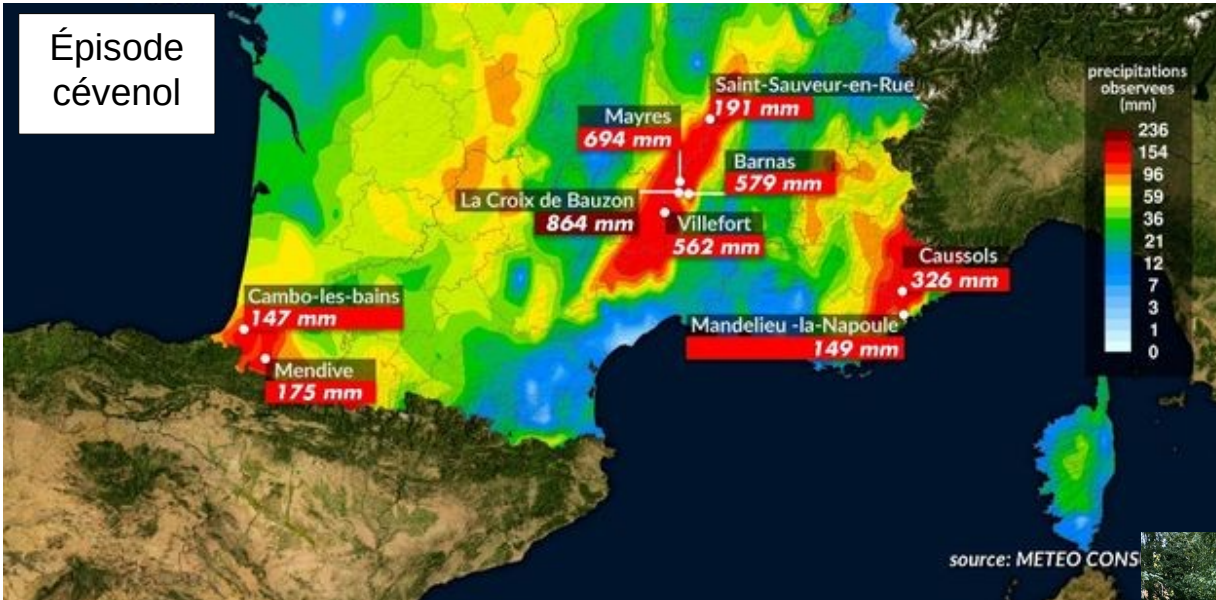 Épisode
cévenol
precipitations
observees
(mm)
236
154
96
59
36
21
12
7
3
1
0
Saint-Sauveur-en-Rue
191 mm
Mayres
694 mm
Barnas
579 mm
La Croix de Bauzon
864 mm
Villefort
562 mm
Caussols
326 mm
Cambo-les-bains
147 mm
Mandelieu -la-Napoule
149 mm
Mendive
175 mm
source: METEO CONS